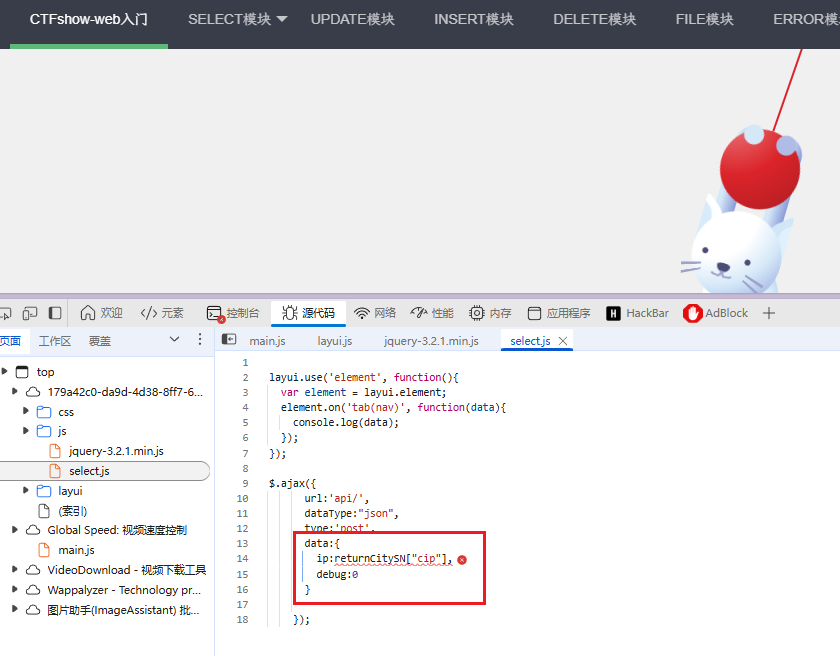 CTFshow-web入门 SELECT模块 UPDATE模块 INSERT模块 DELETE模块 FILE模块 ERROR模
欢迎 元素 控制台 源代码 网络 性能 内存 应用程序 HackBar AdBlock
页面 工作区 覆盖 main.js layui.js jquery-3.2.1.min.js select.js
top
179a42c0-da9d-4d38-8ff7-6...
css
js
jquery-3.2.1.min.js
select.js
layui
(索引)
Global Speed: 视频速度控制
main.js
VideoDownload - 视频下载工具
Wappalyzer - Technology pr...
图片助手(ImageAssistant) 批...
1
2 layui.use('element', function(){
3 var element = layui.element;
4 element.on('tab(nav)', function(data){
5 console.log(data);
6 });
7 });
8
9 $.ajax({
10 url:'api/',
11 dataType:"json",
12 type:'post',
13 data:{
14 ip:returnCitySN["cip"],
15 debug:0
16 }
17
18 });